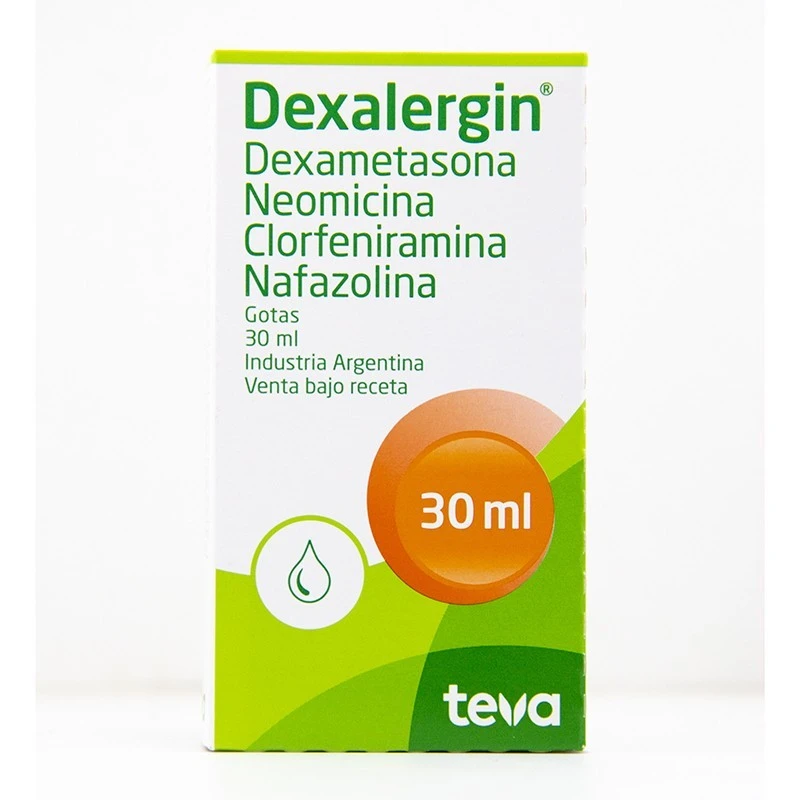 Dexalergin®
Dexametasona
Neomicina
Clorfeniramina
Nafazolina
Gotas
30 ml
Industria Argentina
Venta bajo receta
30 ml
teva